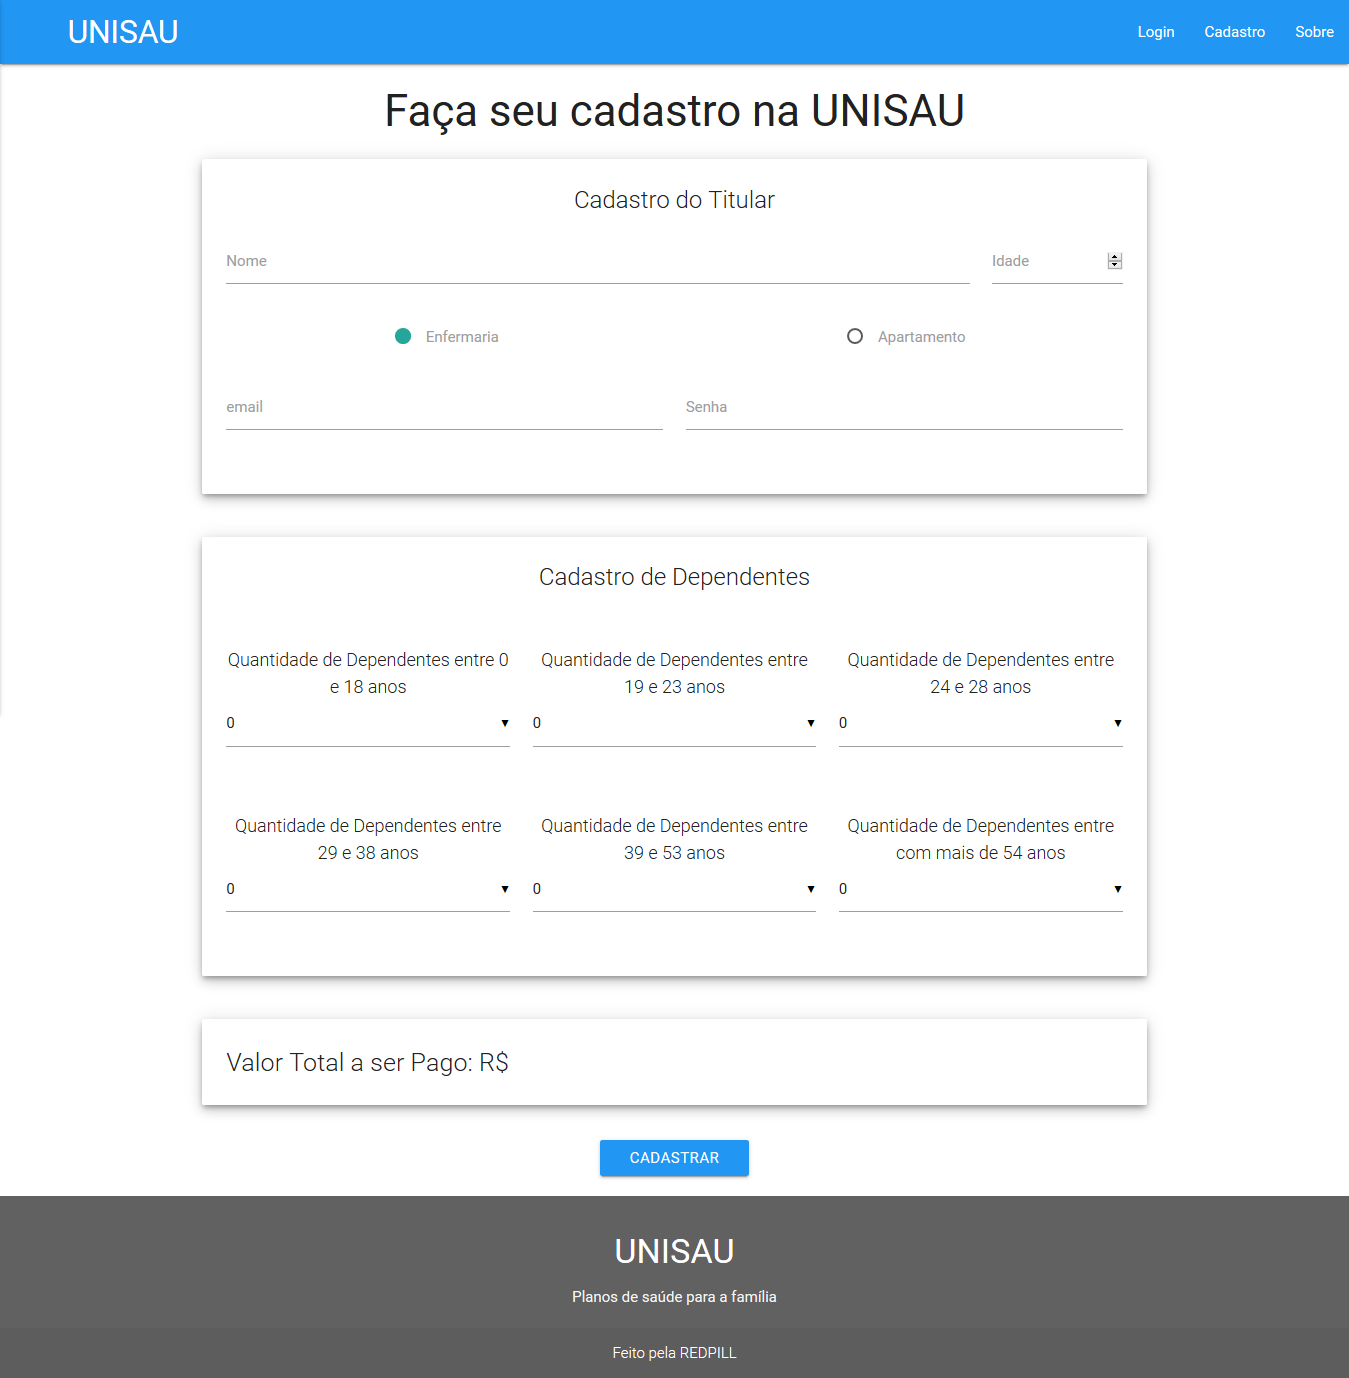 UNISAU
Login
Cadastro
Sobre
Faça seu cadastro na UNISAU
Cadastro do Titular
Nome
Idade
Enfermaria
Apartamento
email
Senha
Cadastro de Dependentes
Quantidade de Dependentes entre 0
e 18 anos
0
Quantidade de Dependentes entre
19 e 23 anos
0
Quantidade de Dependentes entre
24 e 28 anos
0
Quantidade de Dependentes entre
29 e 38 anos
0
Quantidade de Dependentes entre
39 e 53 anos
0
Quantidade de Dependentes entre
com mais de 54 anos
0
Valor Total a ser Pago: R$
CADASTRAR
UNISAU
Planos de saúde para a família
Feito pela REDPILL